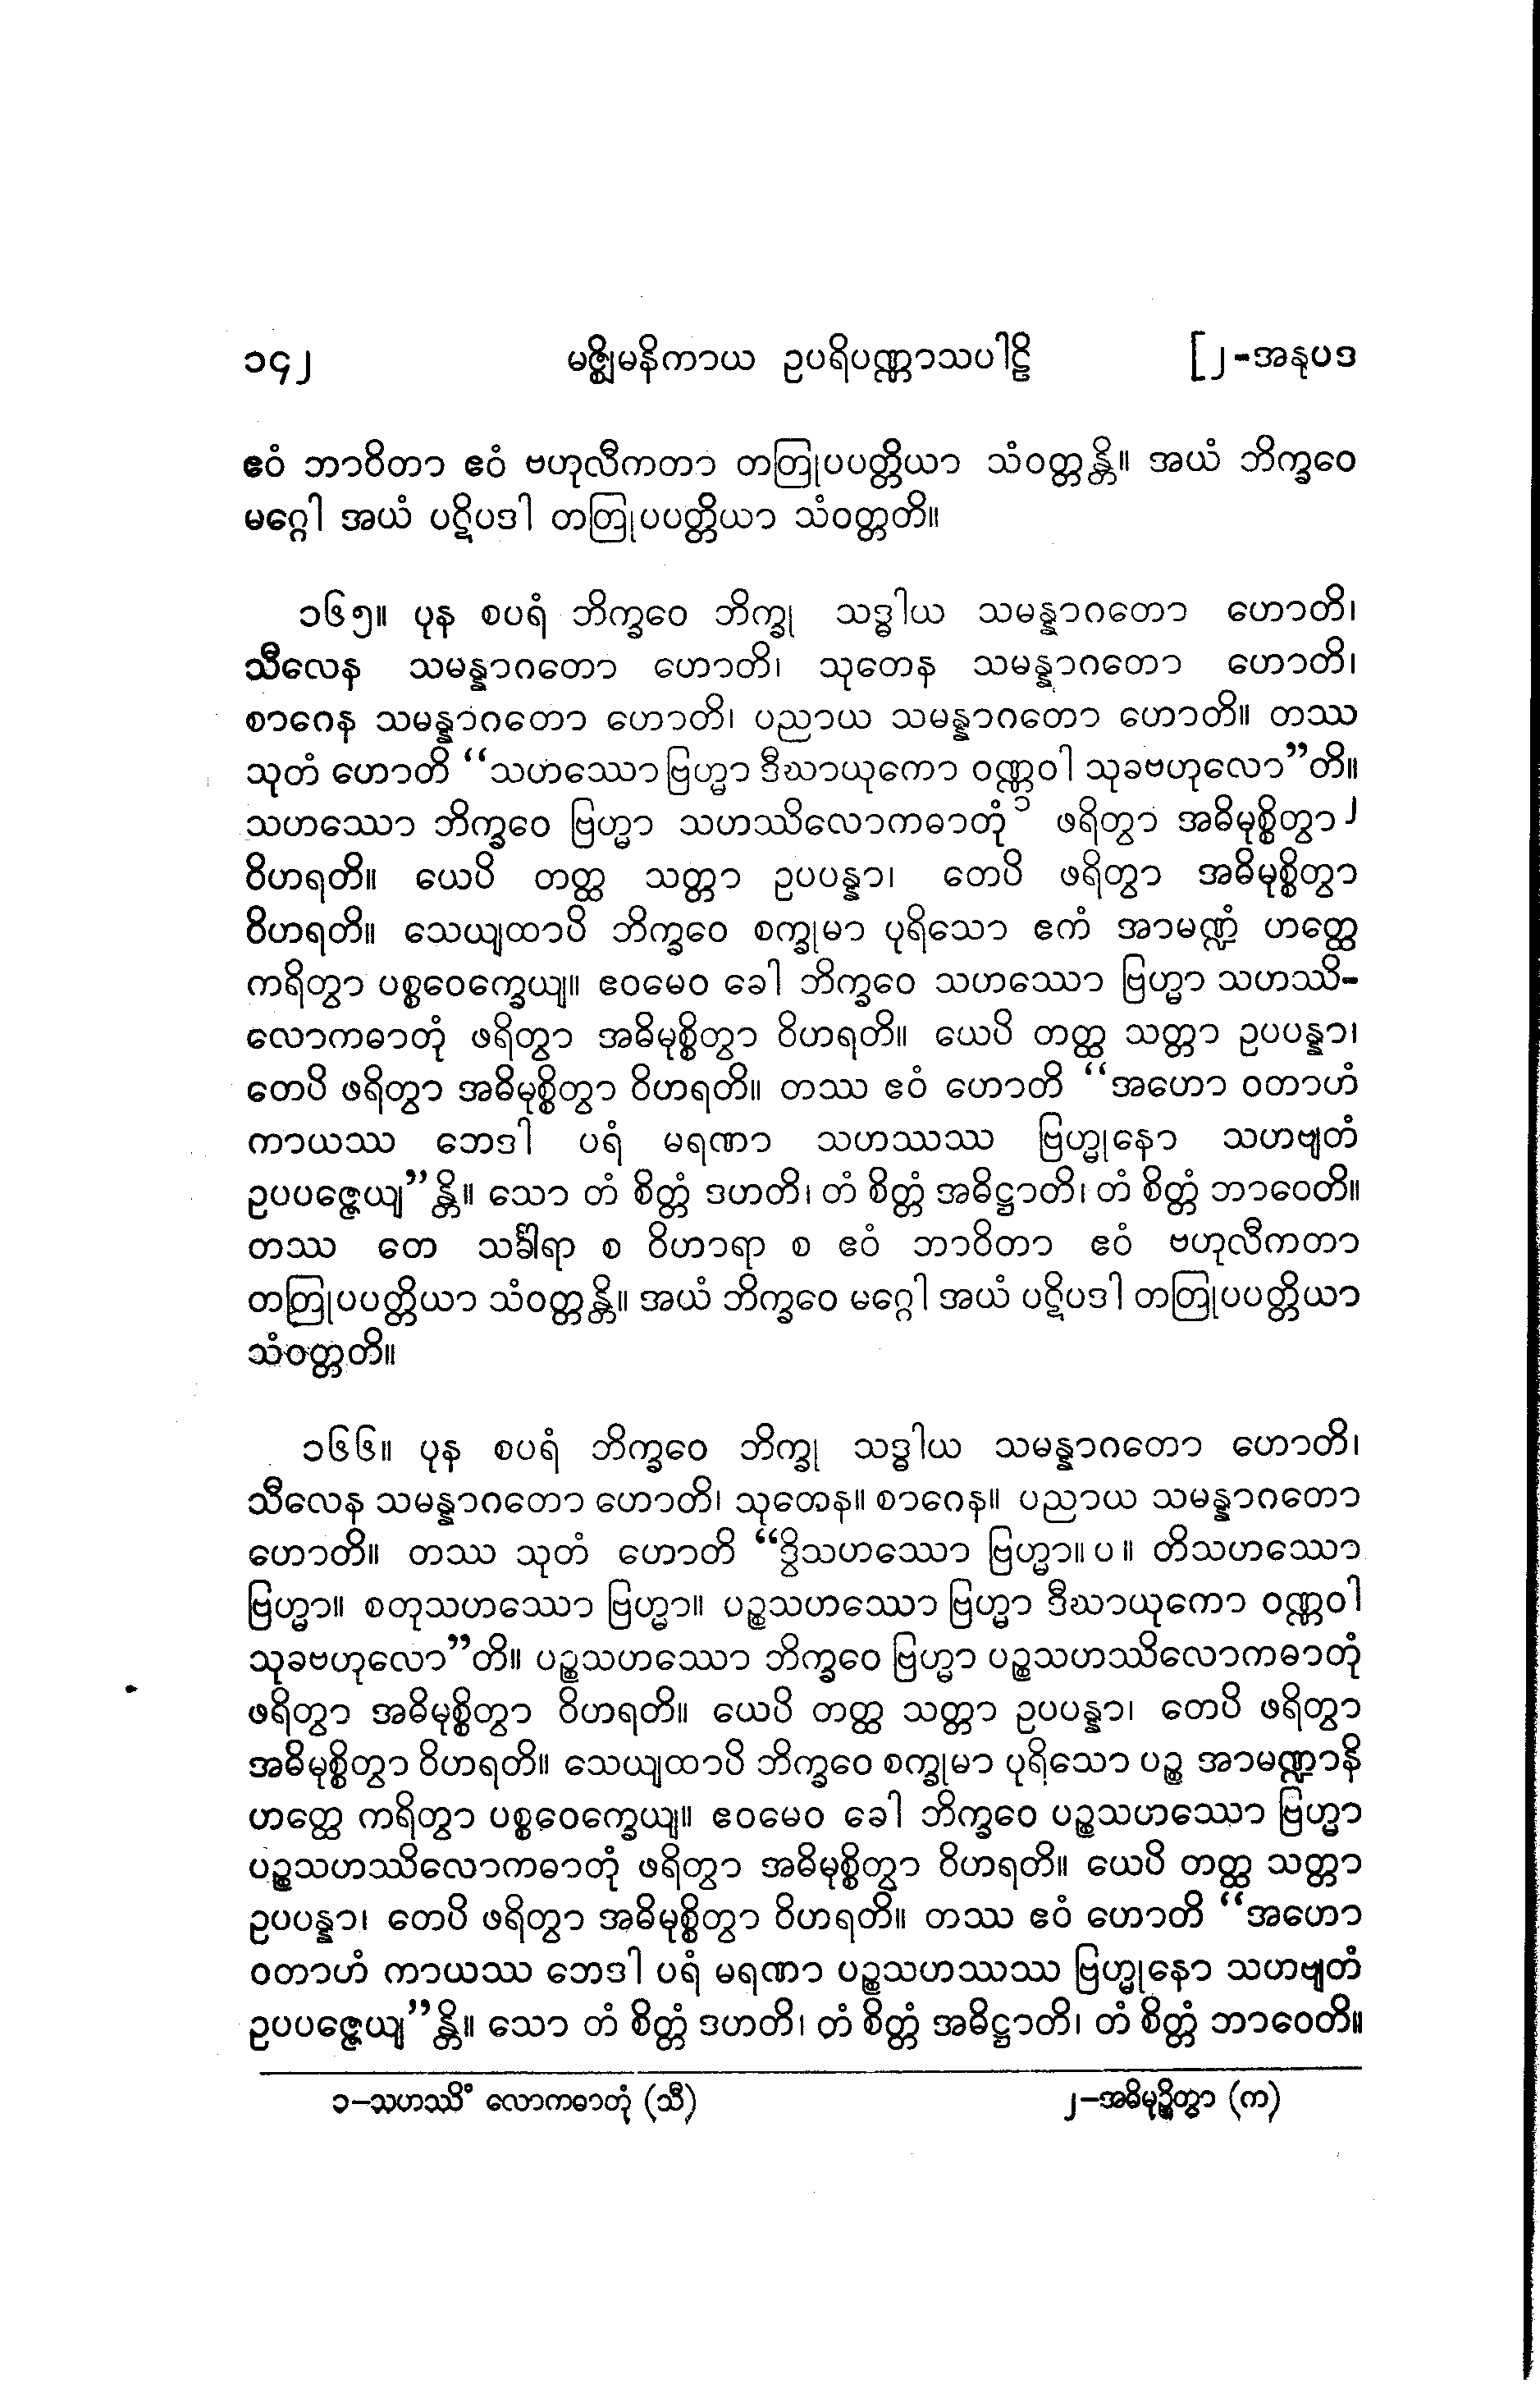 ၁၄၂ မဇ္ဈိမနိကာယ ဥပရိပဏ္ဏာသပါဠိ [၂-အနုပဒ
ဧဝံ ဘာဝိတာ ဧဝံ ဗဟုလီကတာ တတြုပပတ္တိယာ သံဝတ္တန္တိ။ အယံ ဘိက္ခဝေ
မဂ္ဂေါ အယံ ပဋိပဒါ တတြုပပတ္တိယာ သံဝတ္တတိ။
၁၆၅။ ပုန စပရံ ဘိက္ခဝေ ဘိက္ခု သဒ္ဓါယ သမန္နာဂတော ဟောတိ၊
သီလေန သမန္နာဂတော ဟောတိ၊ သုတေန သမန္နာဂတော ဟောတိ၊
စာဂေန သမန္နာဂတော ဟောတိ၊ ပညာယ သမန္နာဂတော ဟောတိ။ တဿ
သုတံ ဟောတိ “သဟဿော ဗြဟ္မာ ဒီဃာယုကော ဝဏ္ဏဝါ သုခဗဟုလော”တိ။
သဟဿော ဘိက္ခဝေ ဗြဟ္မာ သဟဿိလောကဓာတုံ ၁ ဖရိတွာ အဓိမုစ္စိတွာ ၂
ဝိဟရတိ။ ယေပိ တတ္ထ သတ္တာ ဥပပန္နာ၊ တေပိ ဖရိတွာ အဓိမုစ္စိတွာ
ဝိဟရတိ။ သေယျထာပိ ဘိက္ခဝေ စက္ခုမာ ပုရိသော ဧကံ အာမဏ္ဍံ ဟတ္ထေ
ကရိတွာ ပစ္စဝေက္ခေယျ။ ဧဝမေဝ ခေါ ဘိက္ခဝေ သဟဿော ဗြဟ္မာ သဟဿိ-
လောကဓာတုံ ဖရိတွာ အဓိမုစ္စိတွာ ဝိဟရတိ။ ယေပိ တတ္ထ သတ္တာ ဥပပန္နာ၊
တေပိ ဖရိတွာ အဓိမုစ္စိတွာ ဝိဟရတိ။ တဿ ဧဝံ ဟောတိ “အဟော ဝတာဟံ
ကာယဿ ဘေဒါ ပရံ မရဏာ သဟဿဿ ဗြဟ္မုနော သဟဗျတံ
ဥပပဇ္ဇေယျ”န္တိ။ သော တံ စိတ္တံ ဒဟတိ၊ တံ စိတ္တံ အဓိဋ္ဌာတိ၊ တံ စိတ္တံ ဘာဝေတိ။
တဿ တေ သင်္ခါရာ စ ဝိဟာရာ စ ဧဝံ ဘာဝိတာ ဧဝံ ဗဟုလီကတာ
တတြုပပတ္တိယာ သံဝတ္တန္တိ။ အယံ ဘိက္ခဝေ မဂ္ဂေါ အယံ ပဋိပဒါ တတြုပပတ္တိယာ
သံဝတ္တတိ။
၁၆၆။ ပုန စပရံ ဘိက္ခဝေ ဘိက္ခု သဒ္ဓါယ သမန္နာဂတော ဟောတိ၊
သီလေန သမန္နာဂတော ဟောတိ၊ သုတေန။ စာဂေန။ ပညာယ သမန္နာဂတော
ဟောတိ။ တဿ သုတံ ဟောတိ “ဒွိသဟဿော ဗြဟ္မာ။ ပ။ တိသဟဿော
ဗြဟ္မာ။ စတုသဟဿော ဗြဟ္မာ။ ပဉ္စသဟဿော ဗြဟ္မာ ဒီဃာယုကော ဝဏ္ဏဝါ
သုခဗဟုလော”တိ။ ပဉ္စသဟဿော ဘိက္ခဝေ ဗြဟ္မာ ပဉ္စသဟဿိလောကဓာတုံ
ဖရိတွာ အဓိမုစ္စိတွာ ဝိဟရတိ။ ယေပိ တတ္ထ သတ္တာ ဥပပန္နာ၊ တေပိ ဖရိတွာ
အဓိမုစ္စိတွာ ဝိဟရတိ။ သေယျထာပိ ဘိက္ခဝေ စက္ခုမာ ပုရိသော ပဉ္စ အာမဏ္ဍာနိ
ဟတ္ထေ ကရိတွာ ပစ္စဝေက္ခေယျ။ ဧဝမေဝ ခေါ ဘိက္ခဝေ ပဉ္စသဟဿော ဗြဟ္မာ
ပဉ္စသဟဿိလောကဓာတုံ ဖရိတွာ အဓိမုစ္စိတွာ ဝိဟရတိ။ ယေပိ တတ္ထ သတ္တာ
ဥပပန္နာ၊ တေပိ ဖရိတွာ အဓိမုစ္စိတွာ ဝိဟရတိ။ တဿ ဧဝံ ဟောတိ “အဟော
ဝတာဟံ ကာယဿ ဘေဒါ ပရံ မရဏာ ပဉ္စသဟဿဿ ဗြဟ္မုနော သဟဗျတံ
ဥပပဇ္ဇေယျ”န္တိ။ သော တံ စိတ္တံ ဒဟတိ၊ တံ စိတ္တံ အဓိဋ္ဌာတိ၊ တံ စိတ္တံ ဘာဝေတိ။
၁-သဟဿိံ လောကဓာတုံ (သီ) ၂-အဓိမုဉ္စိတွာ (က)